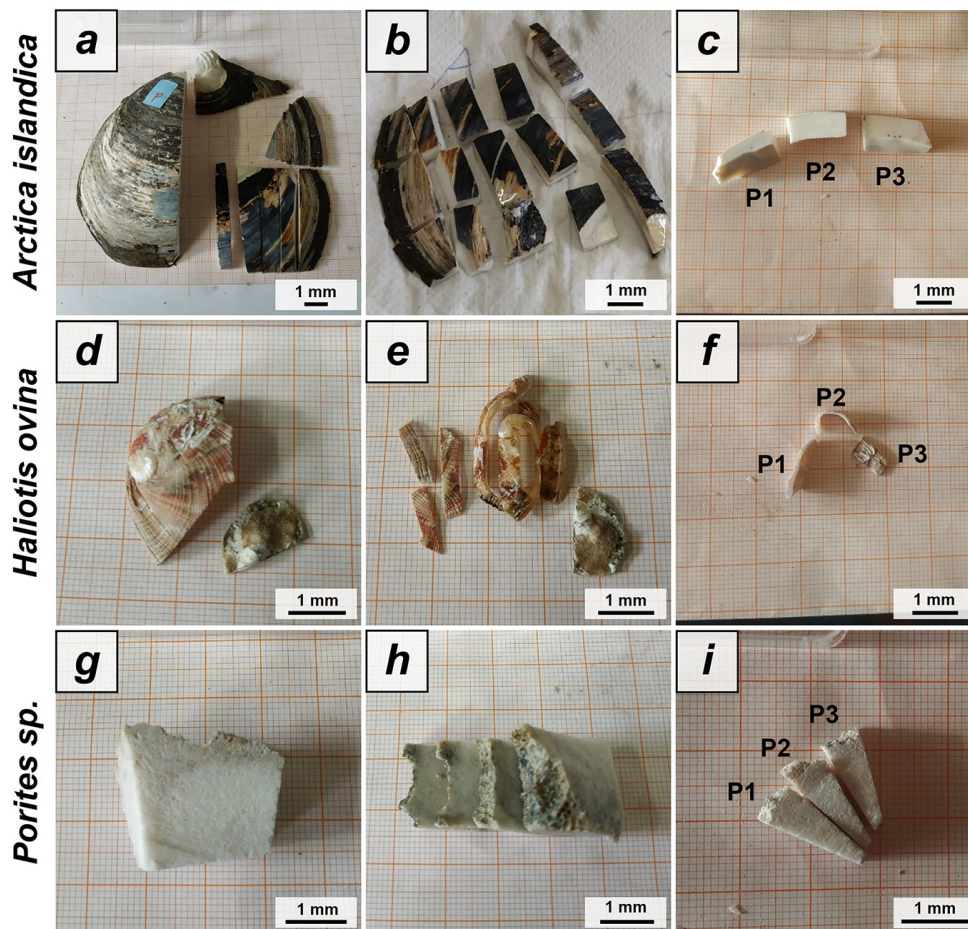 Arctica islandica
a
b
c
P1
P2
P3
1 mm
1 mm
1 mm
Haliotis ovina
d
e
f
P2
P1
P3
1 mm
1 mm
1 mm
Porites sp.
g
h
i
P3
P2
P1
1 mm
1 mm
1 mm